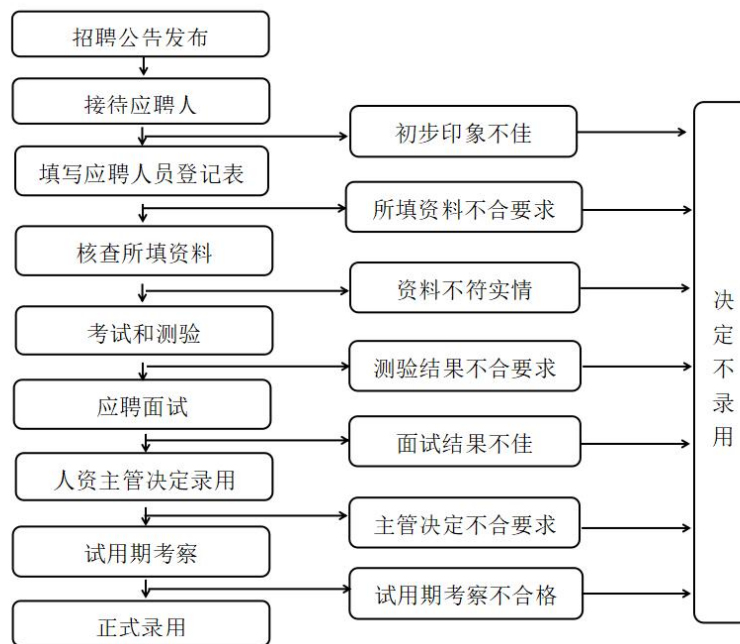 招聘公告发布
接待应聘人
初步印象不佳
填写应聘人员登记表
所填资料不合要求
核查所填资料
资料不符实情
考试和测验
测验结果不合要求
应聘面试
面试结果不佳
人资主管决定录用
主管决定不合要求
试用期考察
试用期考察不合格
正式录用
决定不录用